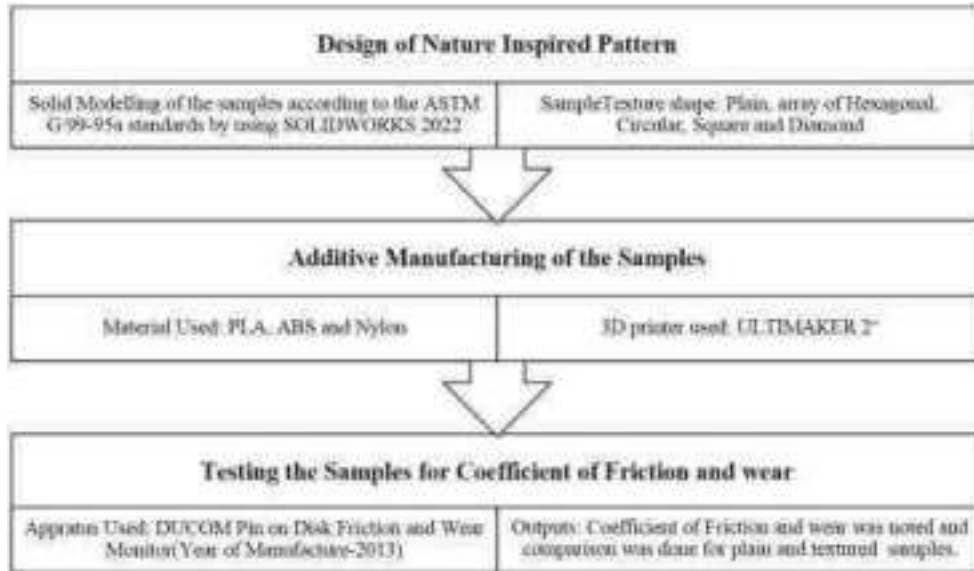 Design of Nature Inspired Pattern
Solid Modelling of the samples according to the ASTM
G99-95a standards by using SOLIDWORKS 2022
SampleTexture shape: Plain, array of Hexagonal,
Circular, Square and Diamond
Additive Manufacturing of the Samples
Material Used: PLA, ABS and Nylon
3D printer used: ULTIMAKER 2+
Testing the Samples for Coefficient of Friction and wear
Used: DUCOM Pin on Disk Friction and Wear
Monitor(Year of Manufacture-2013)
Outputs: Coefficient of Friction and wear was noted and
comparison was done for plain and textured samples.